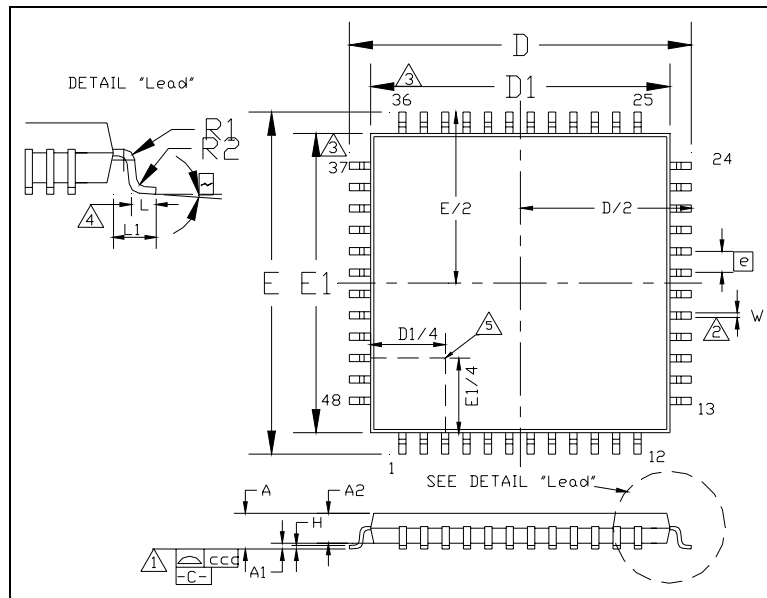 D
DETAIL "Lead"
3
D1
36
25
R1
R2
3
37
24
E/2
D/2
4
L
L1
e
E
E1
W
2
D1/4
5
E1/4
48
13
1
12
SEE DETAIL "Lead"
A
A2
H
1
ccc
A1
-C-